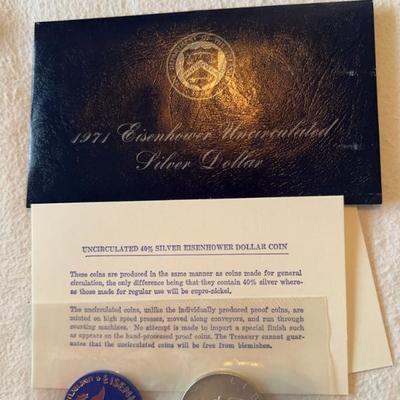 1971 Eisenhower Uncirculated
Silver Dollar
UNCIRCULATED 40% SILVER EISENHOWER DOLLAR COIN
These coins are produced in the same manner as coins made for general
circulation, the only difference being that they contain 40% silver where-
as those made for regular use will be cupro-nickel.
The uncirculated coins, unlike the individually produced proof coins, are
minted on high speed presses, moved along conveyors, and run through
counting machines. No attempt is made to impart a special finish such
as appears on the hand-processed proof coins. The Treasury cannot guar-
antee that the uncirculated coins will be free from blemishes.